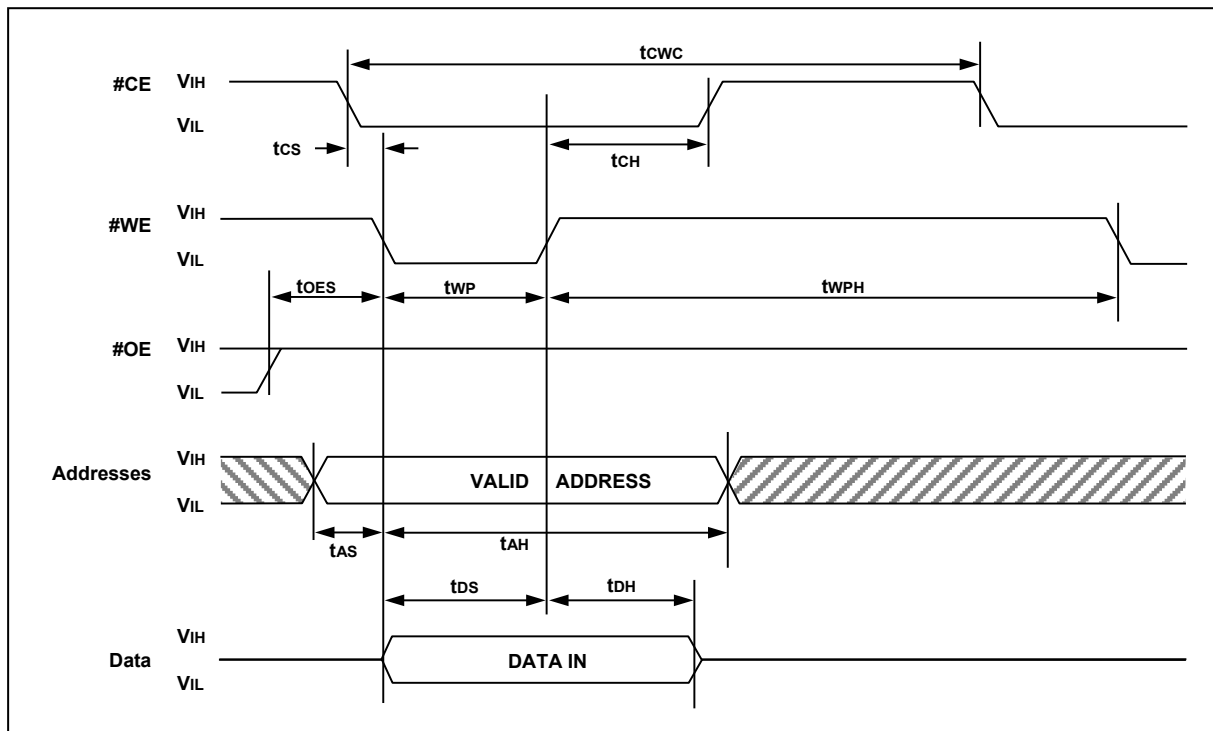 tCWC
#CE VIH
VIL
tCS
tCH
#WE VIH
VIL
tOES tWP tWPH
#OE VIH
VIL
Addresses VIH
VALID ADDRESS
VIL
tAS tAH
tDS tDH
VIH
Data DATA IN
VIL